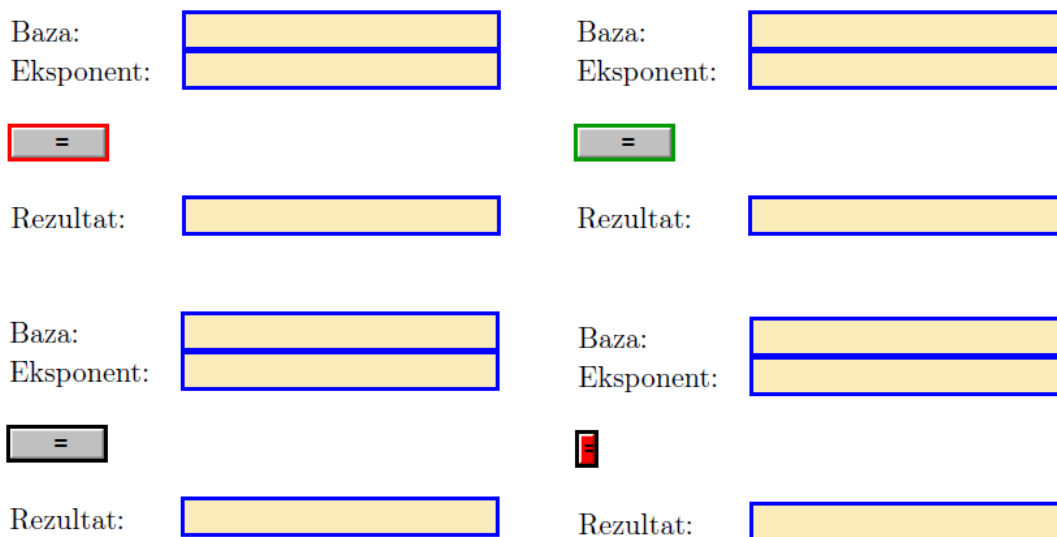 Baza:
Eksponent:
=
Rezultat:
Baza:
Eksponent:
=
Rezultat:
Baza:
Eksponent:
=
Rezultat:
Baza:
Eksponent:
=
Rezultat: